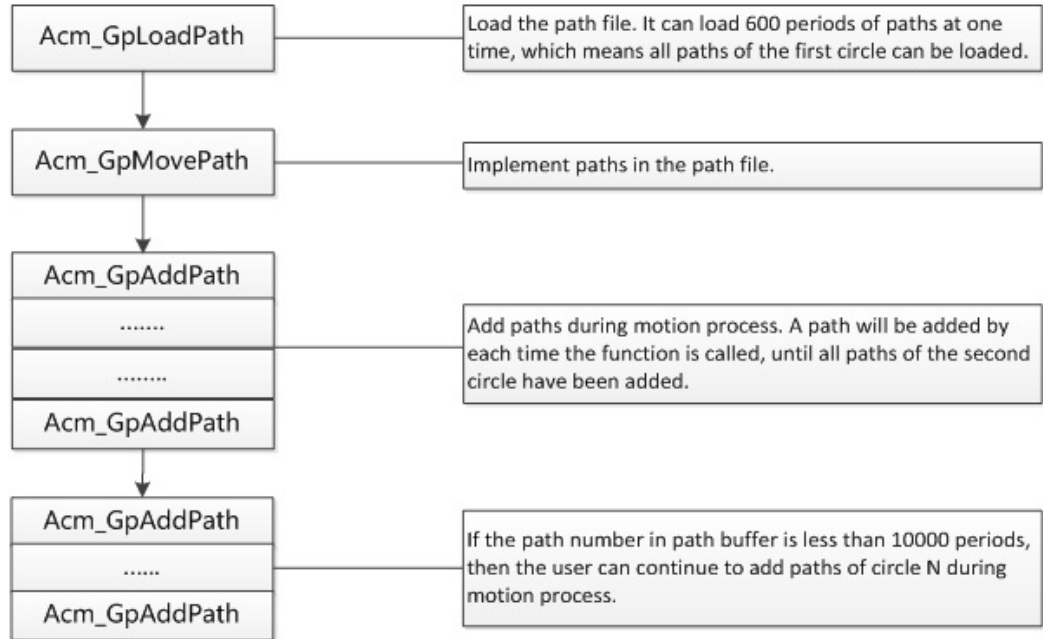 Acm_GpLoadPath
Load the path file. It can load 600 periods of paths at one
time, which means all paths of the first circle can be loaded.
Acm_GpMovePath
Implement paths in the path file.
Acm_GpAddPath
.......
........
Acm_GpAddPath
Add paths during motion process. A path will be added by
each time the function is called, until all paths of the second
circle have been added.
Acm_GpAddPath
......
Acm_GpAddPath
If the path number in path buffer is less than 10000 periods,
then the user can continue to add paths of circle N during
motion process.